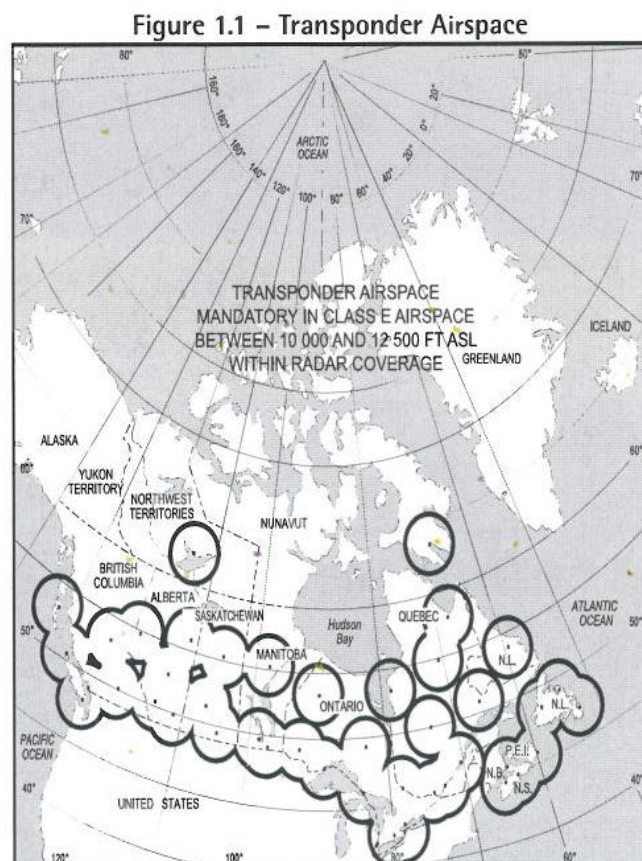 Figure 1.1 – Transponder Airspace
80°
80°
160°
180°
160°
140°
120°
100°
80°
60°
40°
20°
0°
20°
ARCTIC
OCEAN
70°
70°
TRANSPONDER AIRSPACE
MANDATORY IN CLASS E AIRSPACE
BETWEEN 10 000 AND 12 500 FT ASL
WITHIN RADAR COVERAGE
ICELAND
GREENLAND
ALASKA
60°
60°
YUKON
TERRITORY
NORTHWEST
TERRITORIES
NUNAVUT
BRITISH
COLUMBIA
ALBERTA
SASKATCHEWAN
MANITOBA
Hudson
Bay
ONTARIO
QUEBEC
ATLANTIC
OCEAN
50°
50°
N.L.
N.L.
P.E.I.
N.B.
N.S.
PACIFIC
OCEAN
40°
40°
UNITED STATES
120°
100°
80°
60°